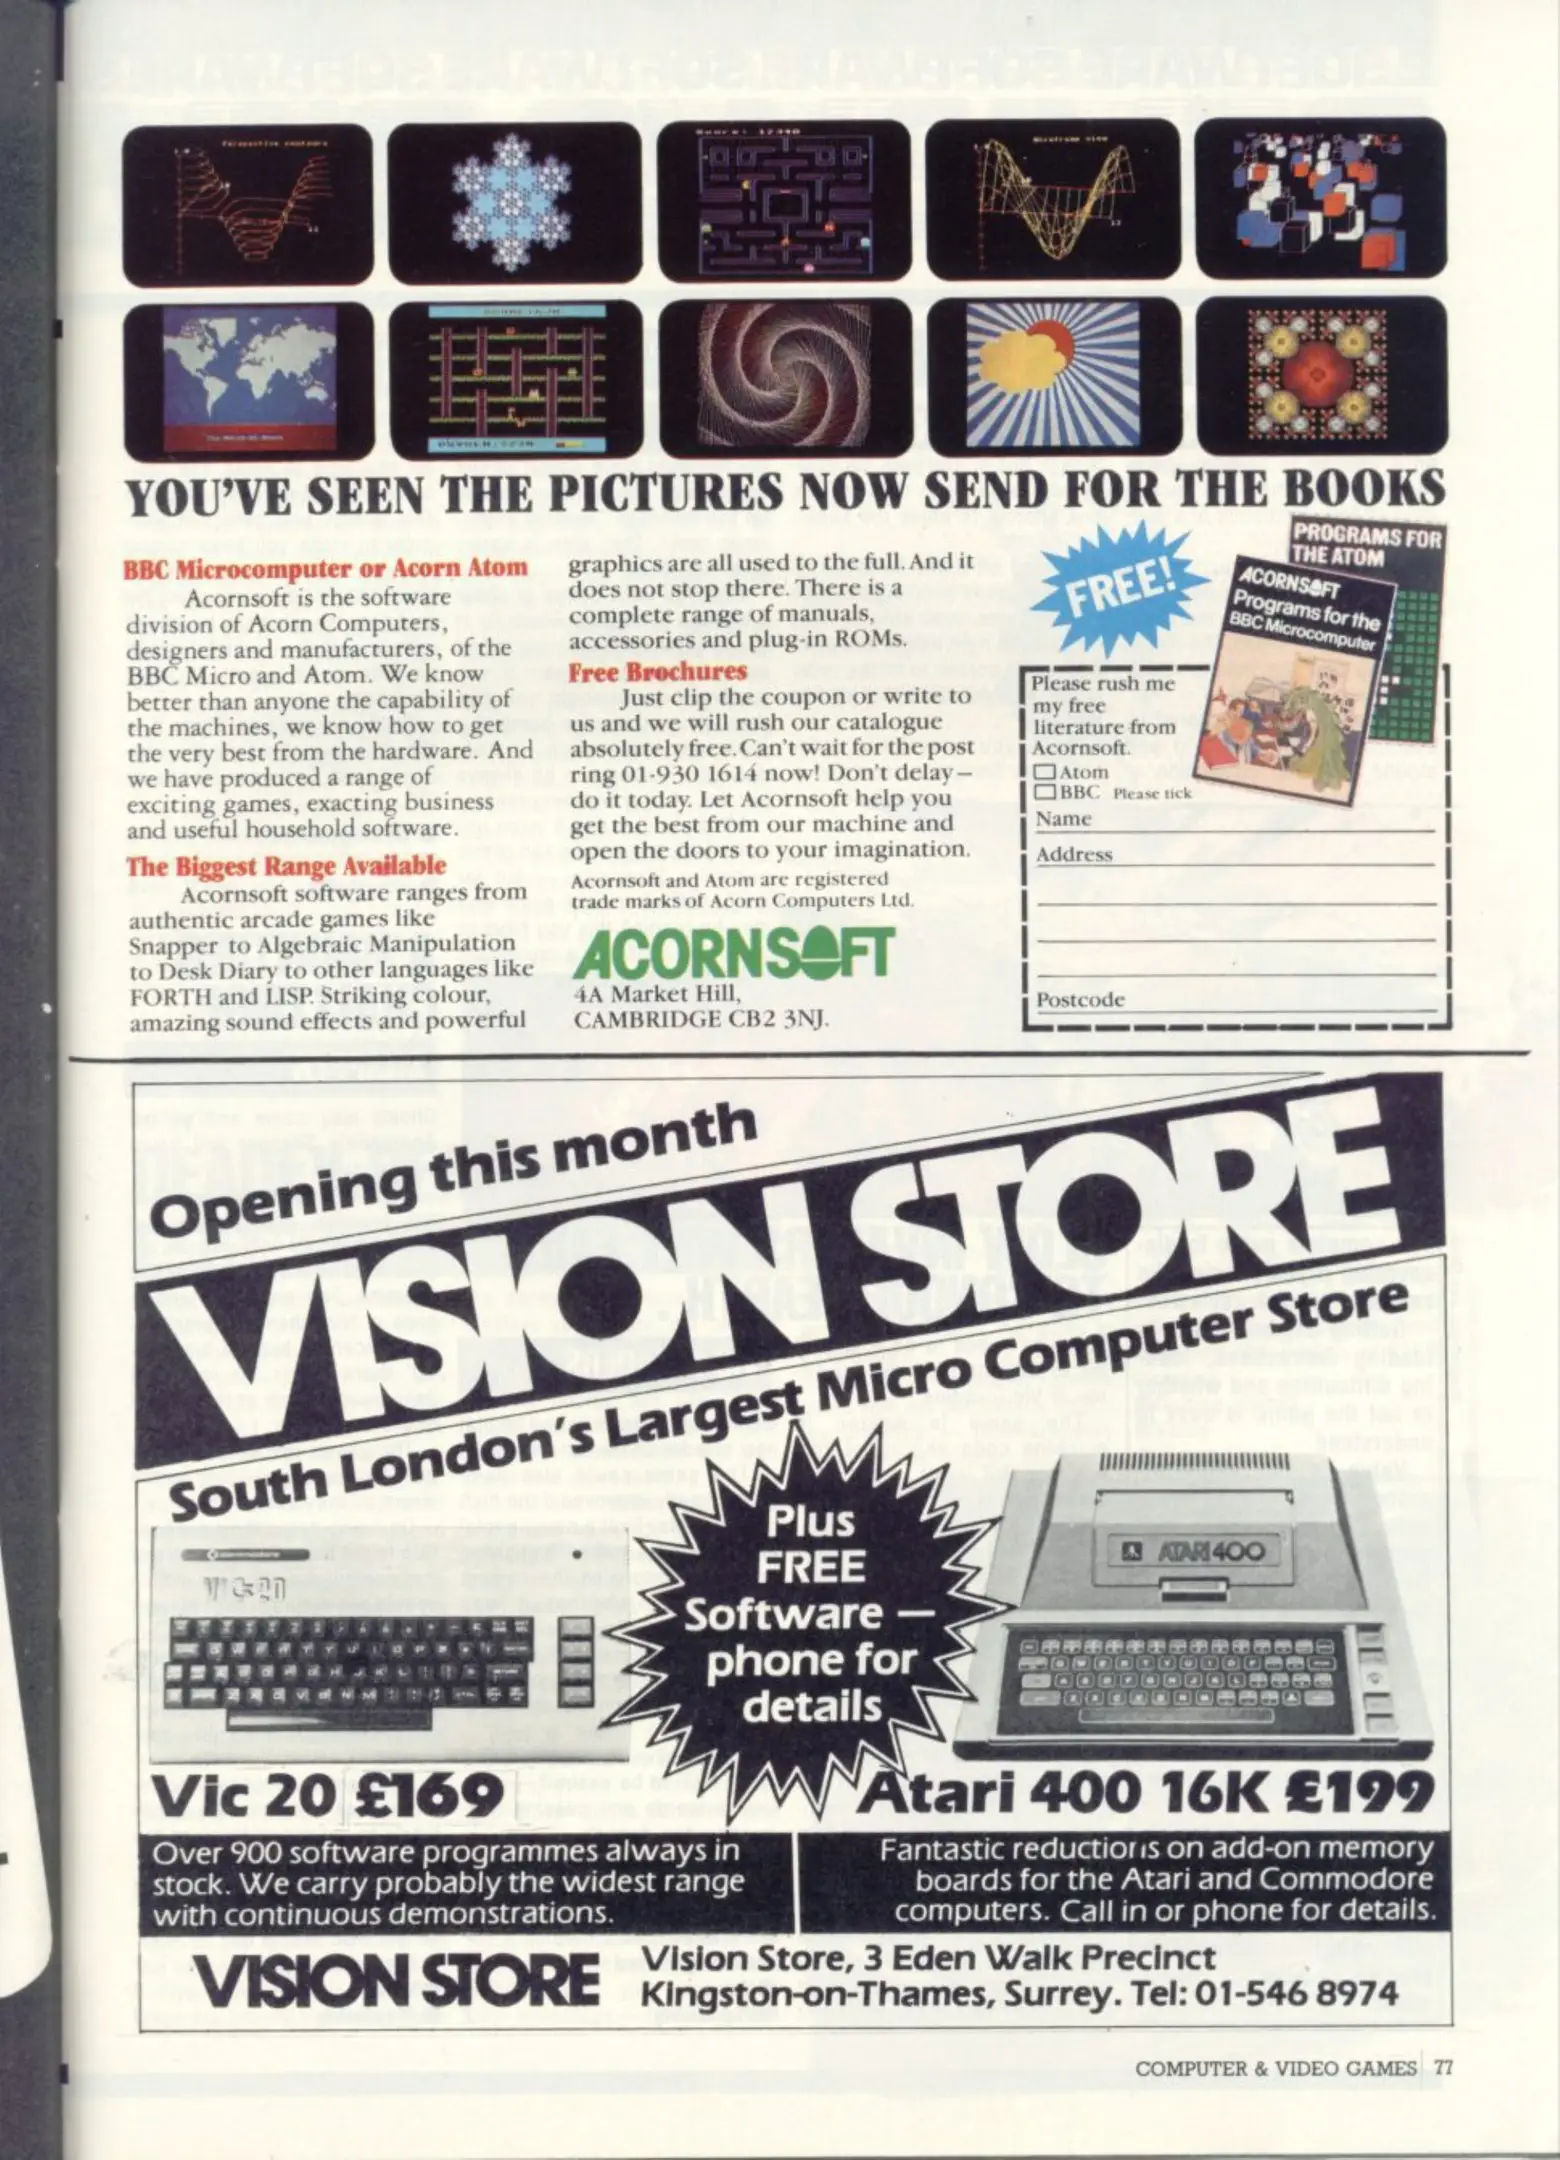 Score: 17340
YOU'VE SEEN THE PICTURES NOW SEND FOR THE BOOKS
BBC Microcomputer or Acorn Atom
Acornsoft is the software
division of Acorn Computers,
designers and manufacturers, of the
BBC Micro and Atom. We know
better than anyone the capability of
the machines, we know how to get
the very best from the hardware. And
we have produced a range of
exciting games, exacting business
and useful household software.
The Biggest Range Available
Acornsoft software ranges from
authentic arcade games like
Snapper to Algebraic Manipulation
to Desk Diary to other languages like
FORTH and LISP. Striking colour,
amazing sound effects and powerful
graphics are all used to the full. And it
does not stop there. There is a
complete range of manuals,
accessories and plug-in ROMs.
Free Brochures
Just clip the coupon or write to
us and we will rush our catalogue
absolutely free. Can't wait for the post
ring 01-930 1614 now! Don't delay –
do it today. Let Acornsoft help you
get the best from our machine and
open the doors to your imagination.
Acornsoft and Atom are registered
trade marks of Acorn Computers Ltd.
ACORNSOFT
4A Market Hill,
CAMBRIDGE CB2 3NJ.
FREE!
PROGRAMS FOR
THE ATOM
ACORNSOFT
Programs for the
BBC Microcomputer
Please rush me
my free
literature from
Acornsoft.
Atom
BBC Please tick
Name
Address
Postcode
Opening this month
VISION STORE
South London's Largest Micro Computer Store
commodore
VIC-20
Plus
FREE
Software —
phone for
details
ATARI 400
Vic 20 £169
Atari 400 16K £199
Over 900 software programmes always in
stock. We carry probably the widest range
with continuous demonstrations.
Fantastic reductions on add-on memory
boards for the Atari and Commodore
computers. Call in or phone for details.
VISION STORE
Vision Store, 3 Eden Walk Precinct
Kingston-on-Thames, Surrey. Tel: 01-546 8974
COMPUTER & VIDEO GAMES 77